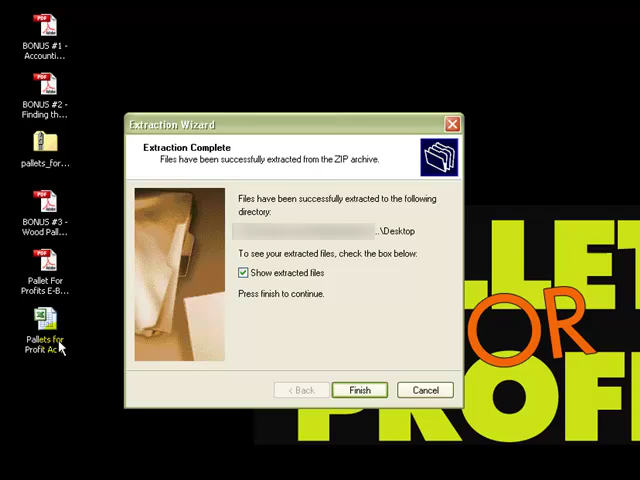 BONUS #1 -
Accounti...
BONUS #2 -
Finding th...
pallets_for...
BONUS #3 -
Wood Pall...
Pallet For
Profits E-B...
Pallets for
Profit Ac
Extraction Wizard
Extraction Complete
Files have been successfully extracted from the ZIP archive.
Files have been successfully extracted to the following
directory:
..\Desktop
To see your extracted files, check the box below:
Show extracted files
Press finish to continue.
< Back
Finish
Cancel
LLET
OR
PROF